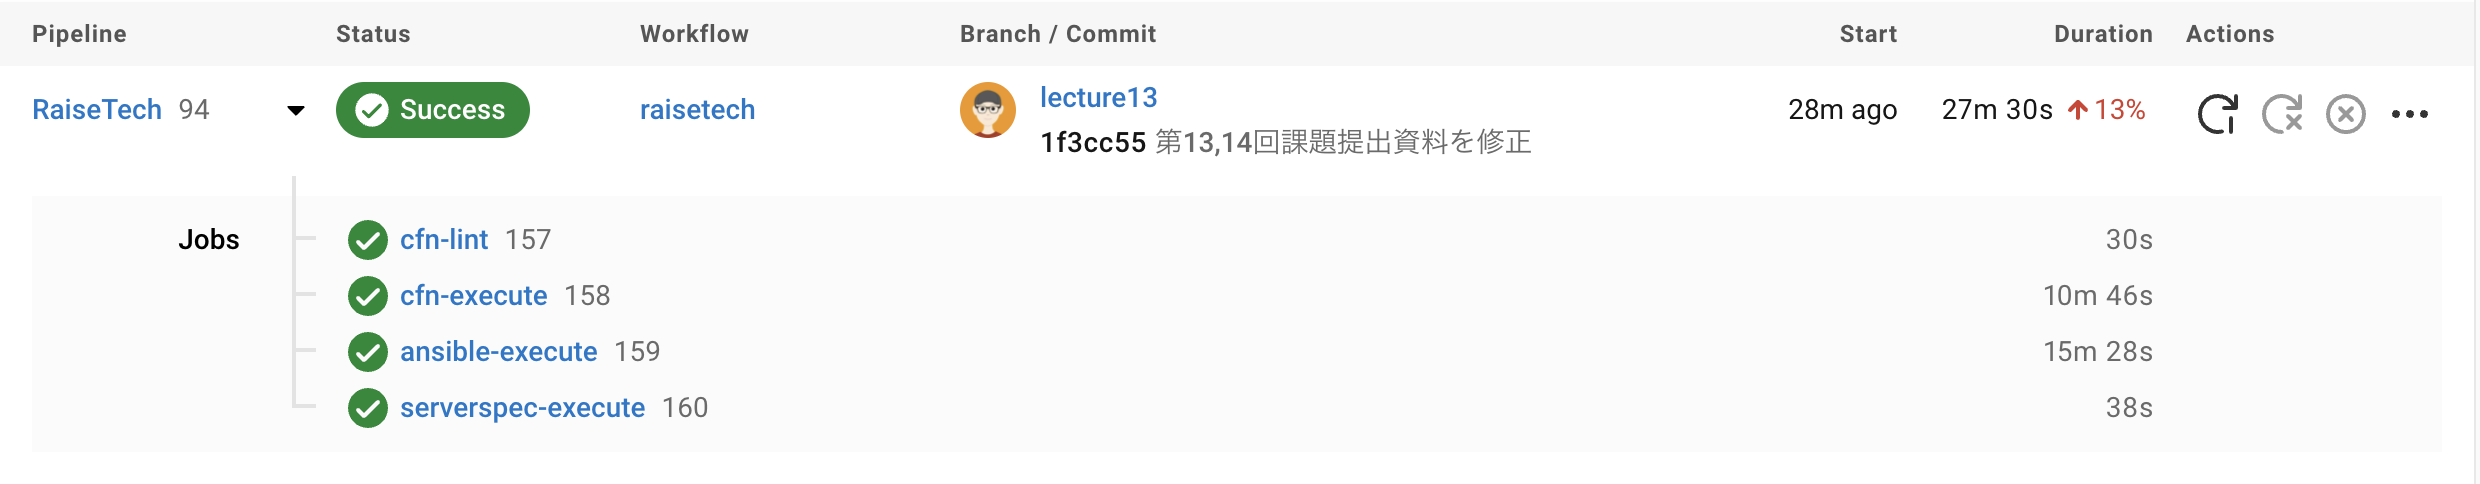 Pipeline Status Workflow Branch / Commit Start Duration Actions
RaiseTech 94 Success raisetech lecture13 28m ago 27m 30s 13%
1f3cc55 第13,14回課題提出資料を修正
Jobs cfn-lint 157 30s
cfn-execute 158 10m 46s
ansible-execute 159 15m 28s
serverspec-execute 160 38s